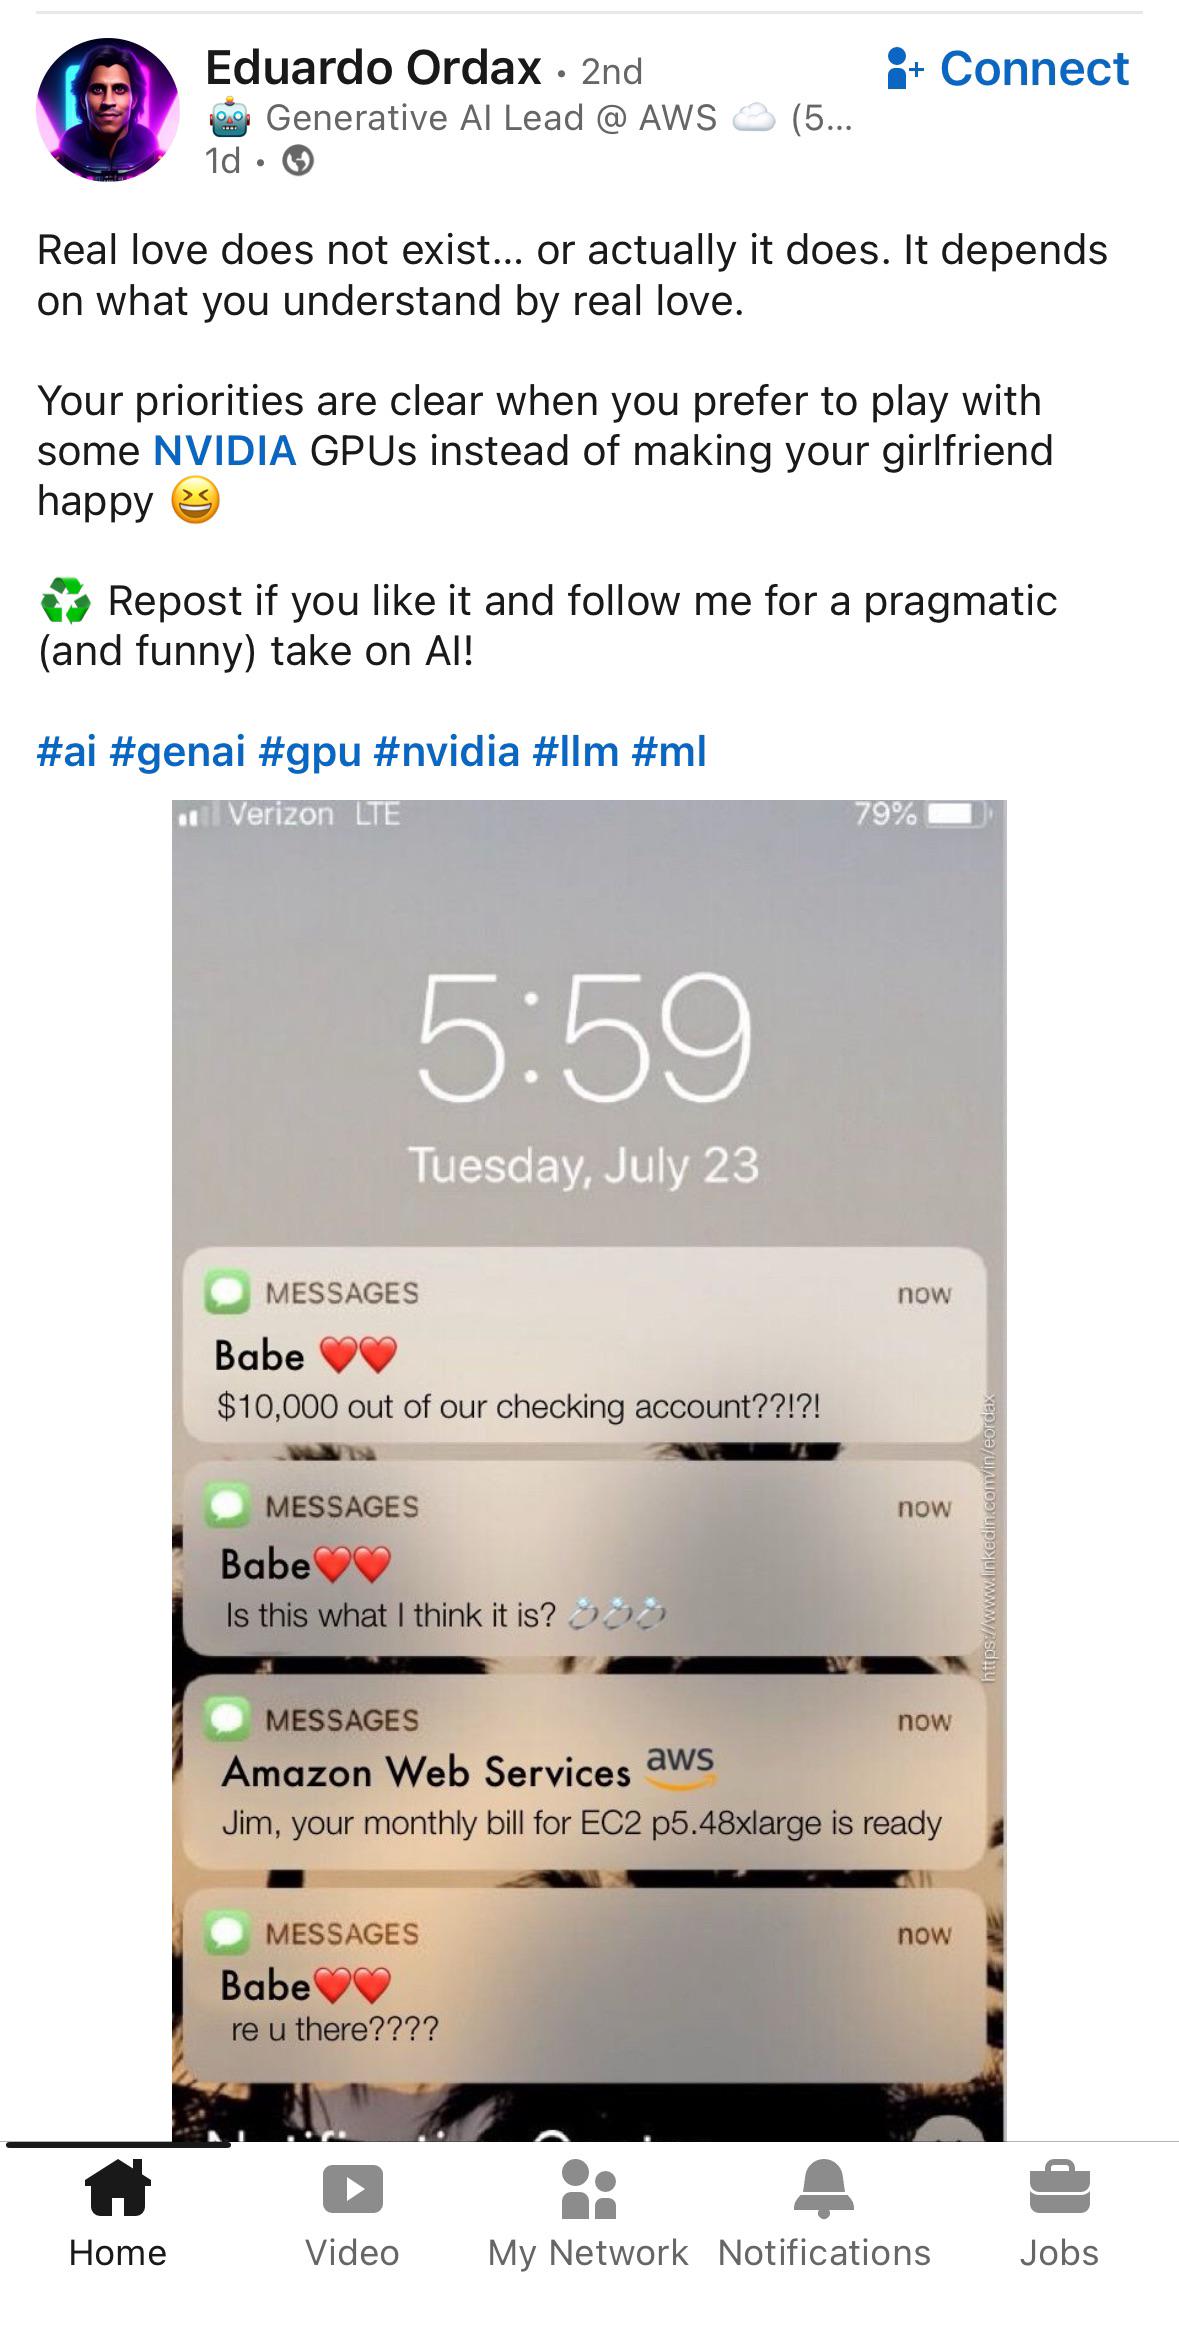 Eduardo Ordax • 2nd
Connect
🤖 Generative AI Lead @ AWS ☁️ (5...
1d •
Real love does not exist... or actually it does. It depends
on what you understand by real love.
Your priorities are clear when you prefer to play with
some NVIDIA GPUs instead of making your girlfriend
happy 😆
♻️ Repost if you like it and follow me for a pragmatic
(and funny) take on AI!
#ai #genai #gpu #nvidia #llm #ml
Verizon LTE 79%
5:59
Tuesday, July 23
MESSAGES now
Babe ❤️❤️
$10,000 out of our checking account??!?!
MESSAGES now
Babe❤️❤️
Is this what I think it is? 💍💍💍
MESSAGES now
Amazon Web Services aws
Jim, your monthly bill for EC2 p5.48xlarge is ready
MESSAGES now
Babe❤️❤️
re u there????
https://www.linkedin.com/in/eordax
Home Video My Network Notifications Jobs